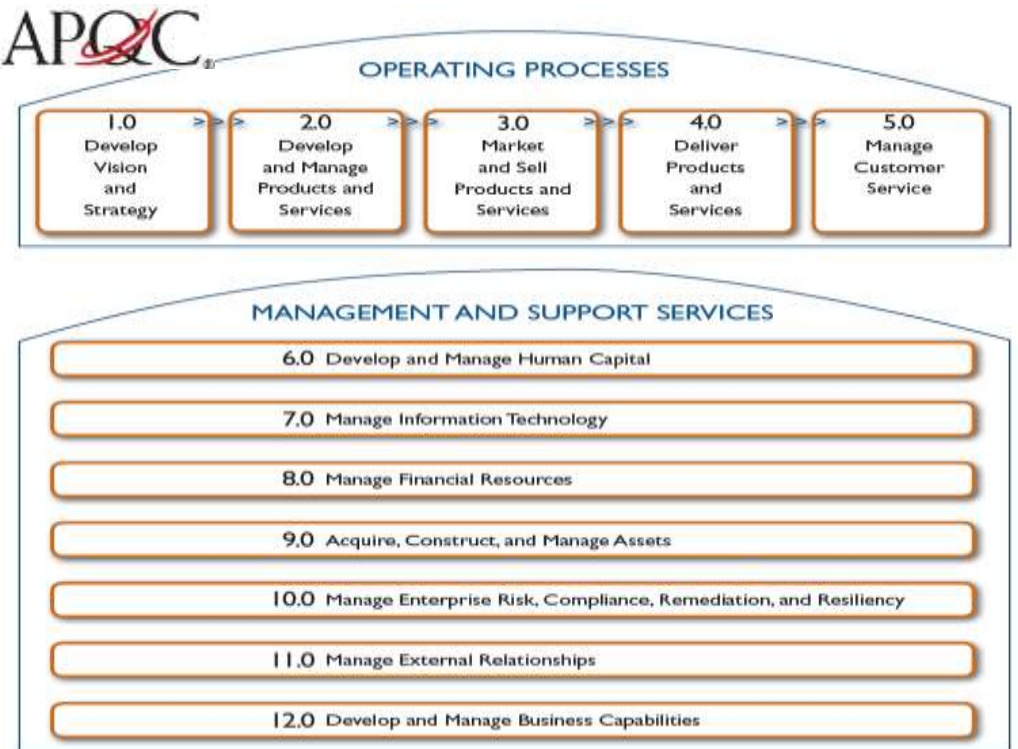 APQC®
OPERATING PROCESSES
1.0
Develop
Vision
and
Strategy
> > >
2.0
Develop
and Manage
Products and
Services
> > >
3.0
Market
and Sell
Products and
Services
> > >
4.0
Deliver
Products
and
Services
> > >
5.0
Manage
Customer
Service
MANAGEMENT AND SUPPORT SERVICES
6.0 Develop and Manage Human Capital
7.0 Manage Information Technology
8.0 Manage Financial Resources
9.0 Acquire, Construct, and Manage Assets
10.0 Manage Enterprise Risk, Compliance, Remediation, and Resiliency
11.0 Manage External Relationships
12.0 Develop and Manage Business Capabilities